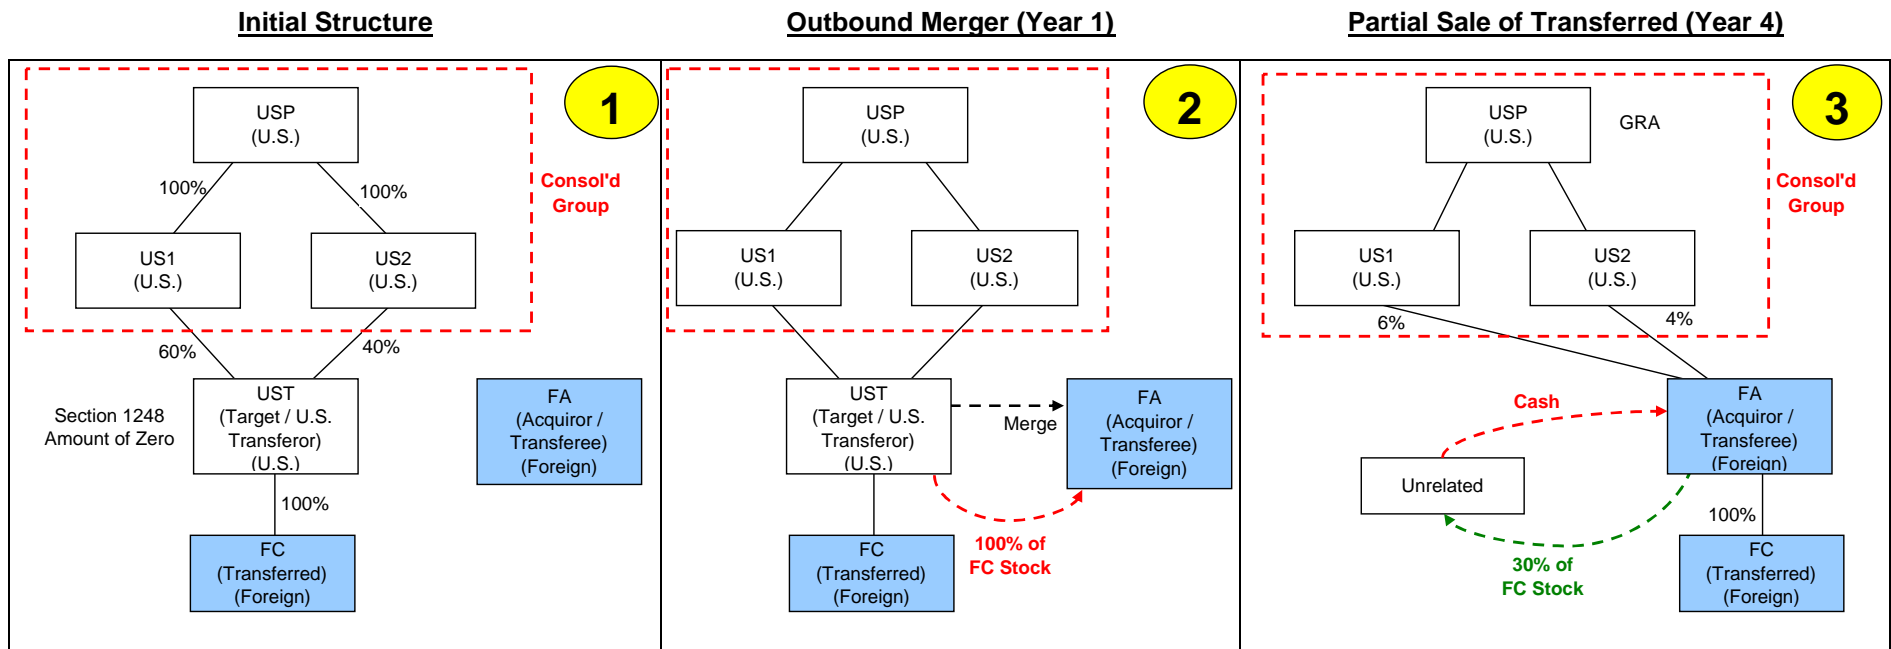 Initial Structure
Outbound Merger (Year 1)
Partial Sale of Transferred (Year 4)
1
USP
(U.S.)
100%
100%
Consol'd
Group
US1
(U.S.)
US2
(U.S.)
60%
40%
Section 1248
Amount of Zero
UST
(Target / U.S.
Transferor)
(U.S.)
FA
(Acquiror /
Transferee)
(Foreign)
100%
FC
(Transferred)
(Foreign)
2
USP
(U.S.)
US1
(U.S.)
US2
(U.S.)
UST
(Target / U.S.
Transferor)
(U.S.)
Merge
FA
(Acquiror /
Transferee)
(Foreign)
100% of
FC Stock
FC
(Transferred)
(Foreign)
3
USP
(U.S.)
GRA
Consol'd
Group
US1
(U.S.)
US2
(U.S.)
6%
4%
Cash
FA
(Acquiror /
Transferee)
(Foreign)
Unrelated
100%
30% of
FC Stock
FC
(Transferred)
(Foreign)